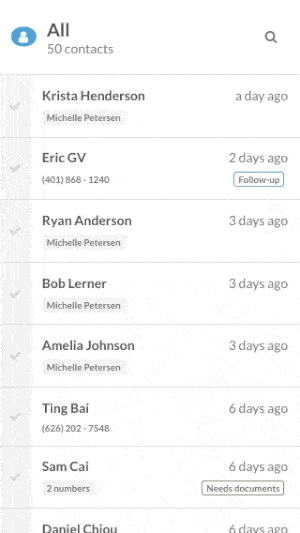 All
50 contacts
Krista Henderson a day ago
Michelle Petersen
Eric GV 2 days ago
(401) 868 - 1240 Follow-up
Ryan Anderson 3 days ago
Michelle Petersen
Bob Lerner 3 days ago
Michelle Petersen
Amelia Johnson 3 days ago
Michelle Petersen
Ting Bai 6 days ago
(626) 202 - 7548
Sam Cai 6 days ago
2 numbers Needs documents
Daniel Chiou 6 days ago